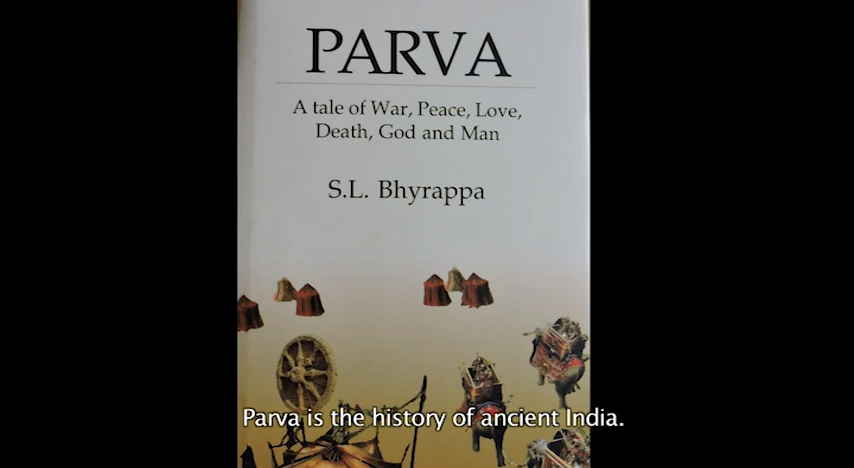 PARVA
A tale of War, Peace, Love,
Death, God and Man
S.L. Bhyrappa
Parva is the history of ancient India.